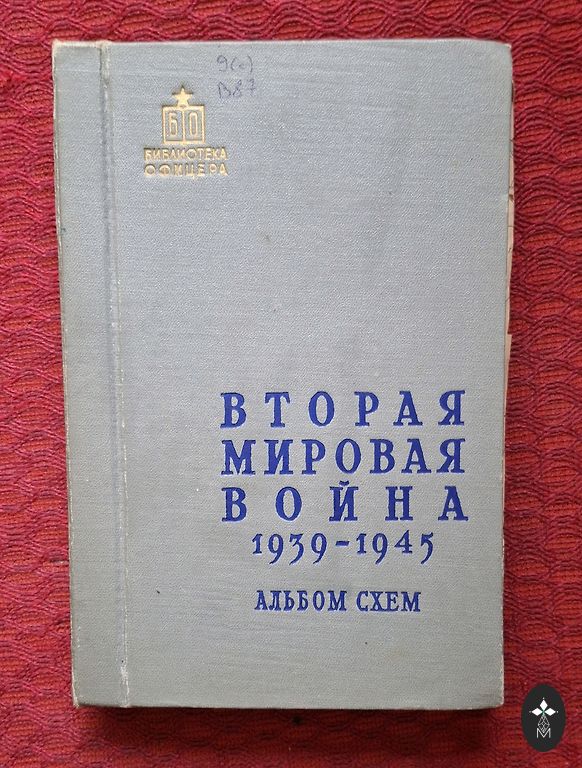 9(с)
В87
БО
БИБЛИОТЕКА
ОФИЦЕРА
ВТОРАЯ
МИРОВАЯ
ВОЙНА
1939-1945
АЛЬБОМ СХЕМ
M